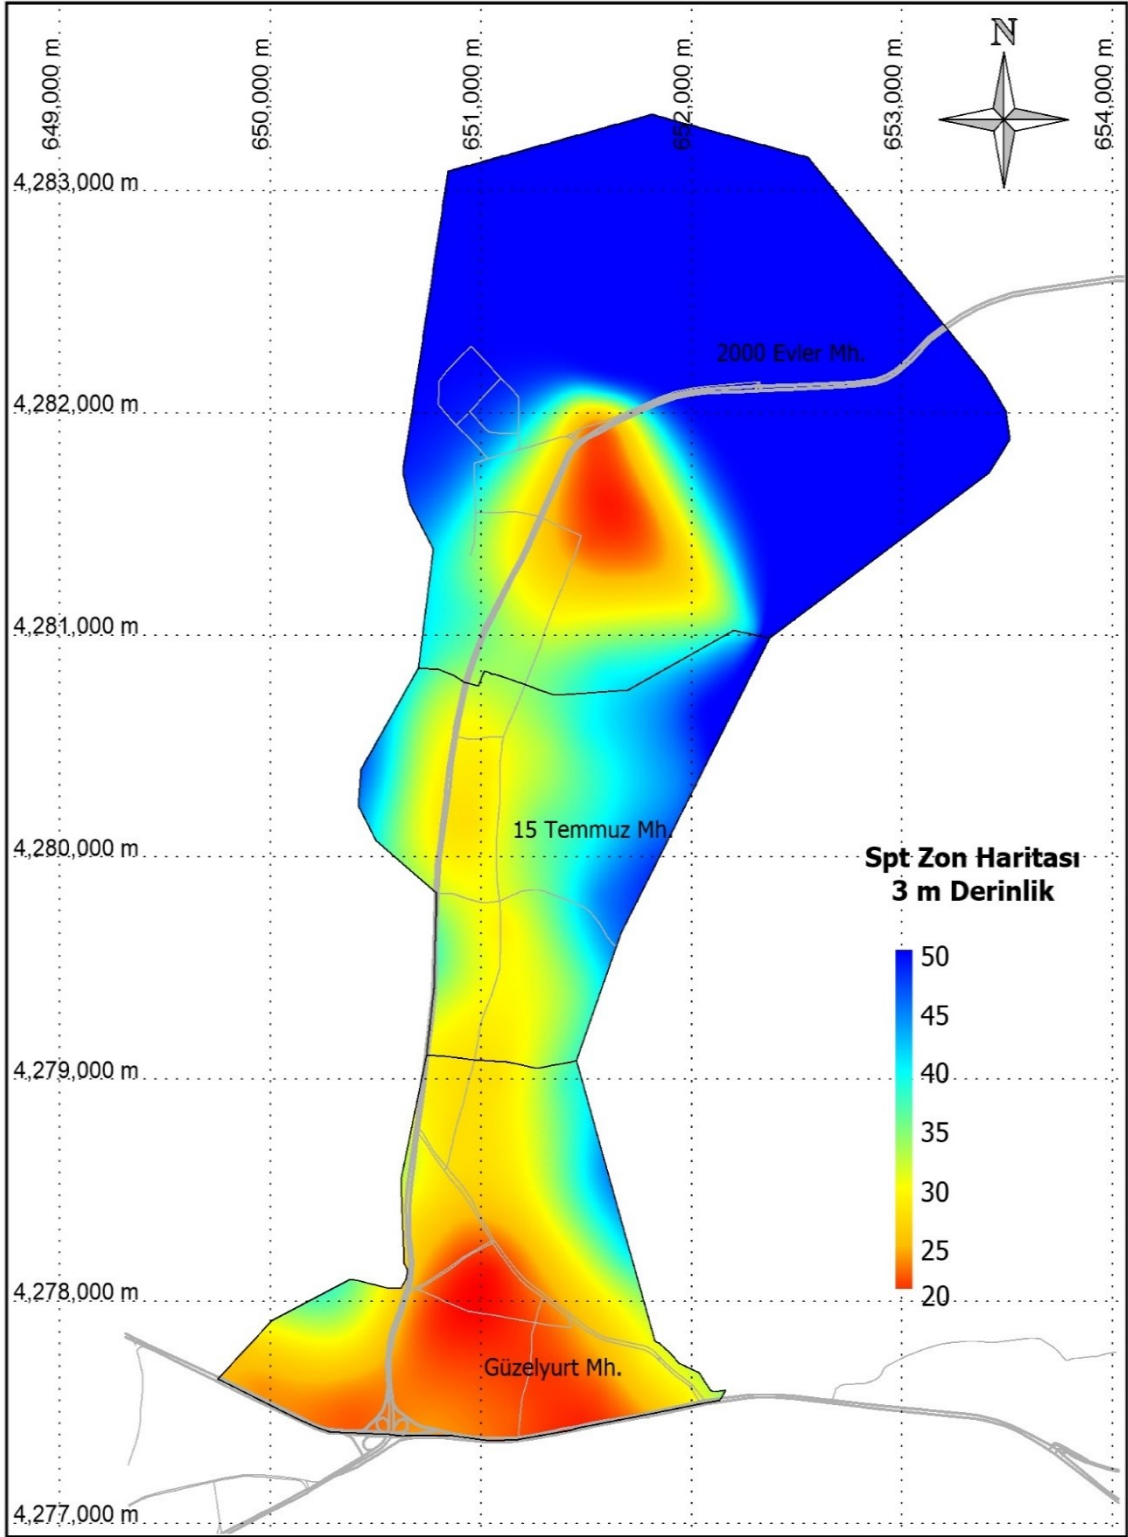 649,000 m
650,000 m
651,000 m
652,000 m
653,000 m
654,000 m
N
4,283,000 m
2000 Evler Mh.
4,282,000 m
4,281,000 m
15 Temmuz Mh.
4,280,000 m
Spt Zon Haritası
3 m Derinlik
50
45
4,279,000 m
40
35
30
25
4,278,000 m
20
Güzelyurt Mh.
4,277,000 m